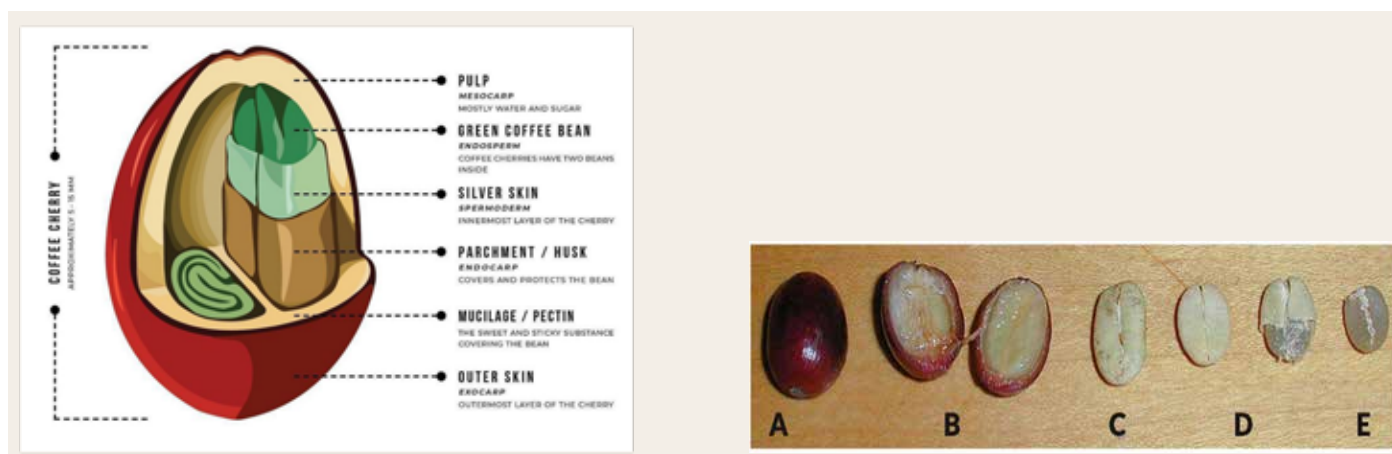 COFFEE CHERRY
APPROXIMATELY 5 - 15 MM
PULP
MESOCARP
MOSTLY WATER AND SUGAR
GREEN COFFEE BEAN
ENDOSPERM
COFFEE CHERRIES HAVE TWO BEANS
INSIDE
SILVER SKIN
SPERMODERM
INNERMOST LAYER OF THE CHERRY
PARCHMENT / HUSK
ENDOCARP
COVERS AND PROTECTS THE BEAN
MUCILAGE / PECTIN
THE SWEET AND STICKY SUBSTANCE
COVERING THE BEAN
OUTER SKIN
EXOCARP
OUTERMOST LAYER OF THE CHERRY
A B C D E